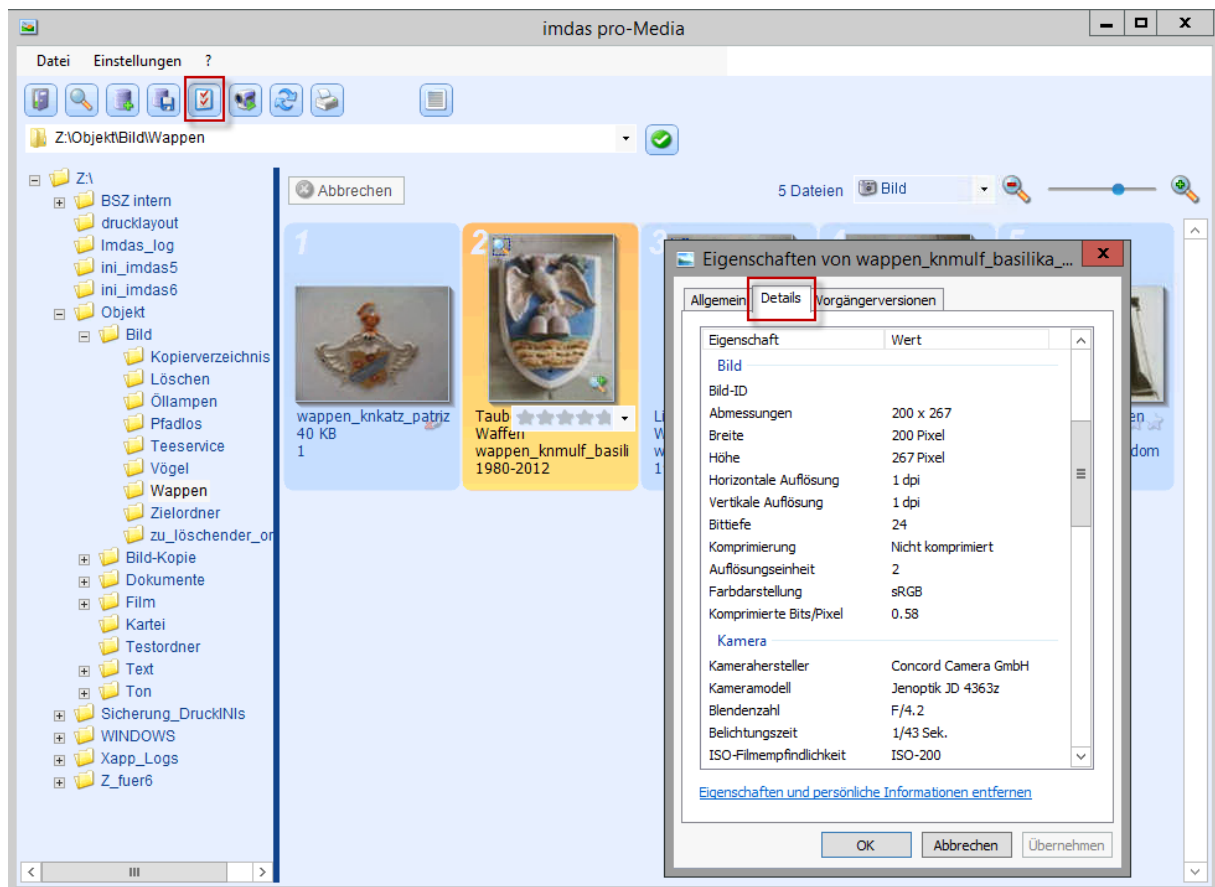 imdas pro-Media
Datei Einstellungen ?
Z:\Objekt\Bild\Wappen
Z:\
BSZ intern
drucklayout
Imdas_log
ini_imdas5
ini_imdas6
Objekt
Bild
Kopierverzeichnis
Löschen
Öllampen
Pfadlos
Teeservice
Vögel
Wappen
Zielordner
zu_löschender_or
Bild-Kopie
Dokumente
Film
Kartei
Testordner
Text
Ton
Sicherung_DruckINIs
WINDOWS
Xapp_Logs
Z_fuer6
Abbrechen
5 Dateien Bild
1
wappen_knkatz_patriz
40 KB
1
2
Taub
Waffen
wappen_knmulf_basili
1980-2012
3
Li
W
w
1
en
dom
Eigenschaften von wappen_knmulf_basilika_...
Allgemein Details Vorgängerversionen
Eigenschaft Wert
Bild
Bild-ID
Abmessungen 200 x 267
Breite 200 Pixel
Höhe 267 Pixel
Horizontale Auflösung 1 dpi
Vertikale Auflösung 1 dpi
Bittiefe 24
Komprimierung Nicht komprimiert
Auflösungseinheit 2
Farbdarstellung sRGB
Komprimierte Bits/Pixel 0.58
Kamera
Kamerahersteller Concord Camera GmbH
Kameramodell Jenoptik JD 4363z
Blendenzahl F/4.2
Belichtungszeit 1/43 Sek.
ISO-Filmempfindlichkeit ISO-200
Eigenschaften und persönliche Informationen entfernen
OK Abbrechen Übernehmen